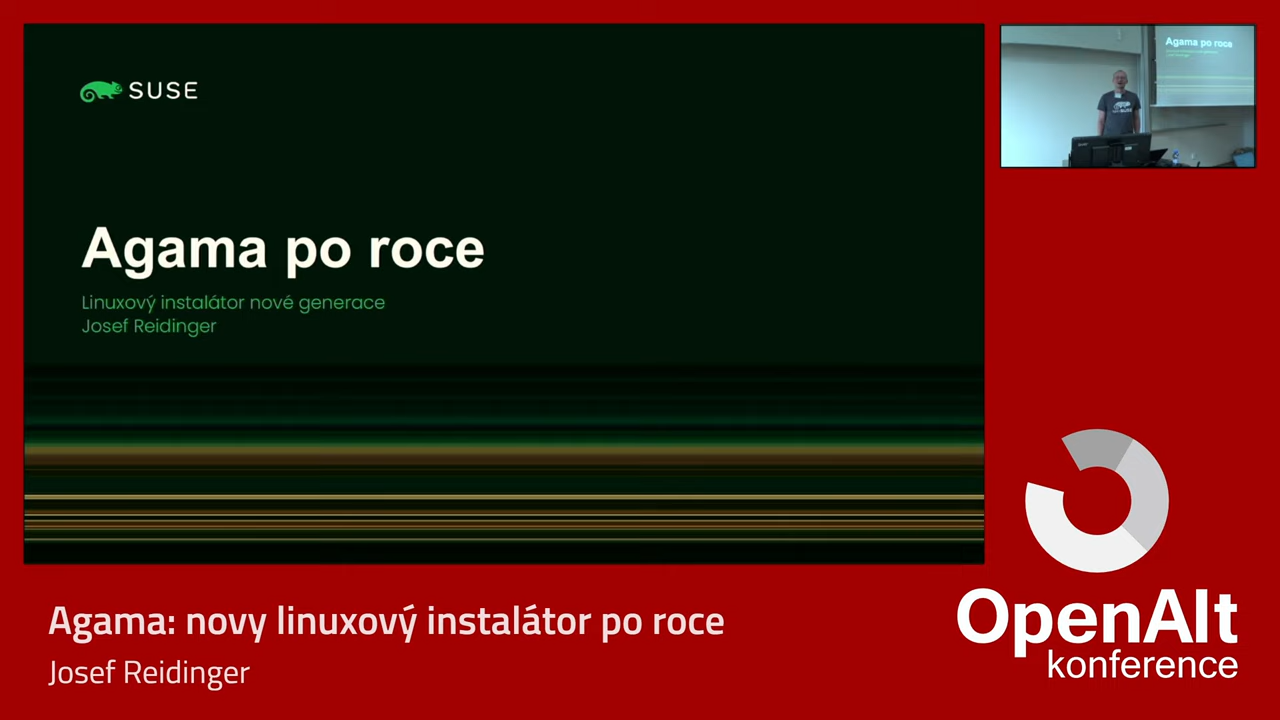 SUSE
Agama po roce
Linuxový instalátor nové generace
Josef Reidinger
Agama po roce
Agama: novy linuxový instalátor po roce
Josef Reidinger
OpenAlt
konference